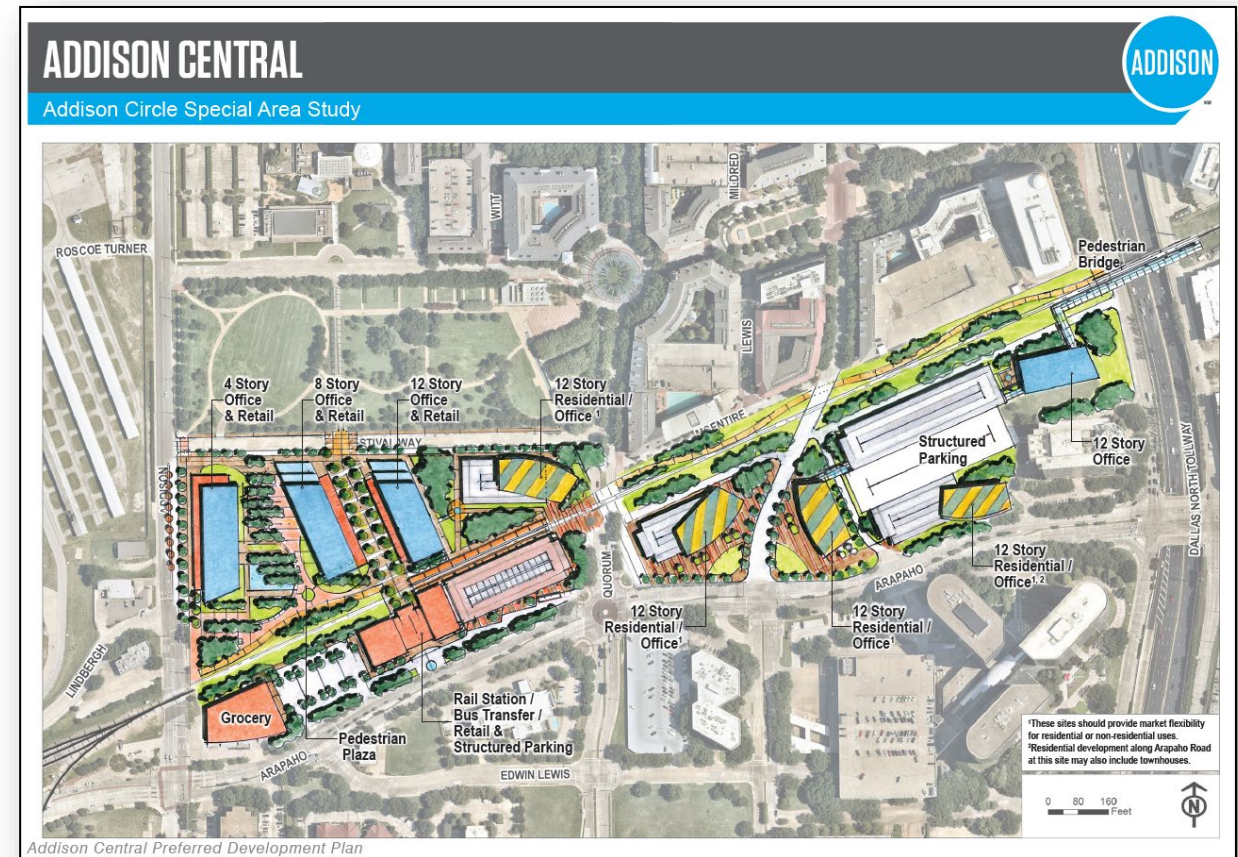 ADDISON CENTRAL
Addison Circle Special Area Study
ADDISON
MILDRED
WITT
ROSCOE TURNER
Pedestrian
Bridge
LEWIS
4 Story
Office
& Retail
8 Story
Office
& Retail
12 Story
Office
& Retail
12 Story
Residential /
Office¹
STIVAL WAY
ENTIRE
Structured
Parking
12 Story
Office
ADDISON
DALLAS NORTH TOLLWAY
QUORUM
12 Story
Residential /
Office¹,²
ARAPAHO
12 Story
Residential /
Office¹
12 Story
Residential /
Office¹
LINDBERGH
Grocery
Rail Station /
Bus Transfer /
Retail &
Structured Parking
Pedestrian
Plaza
ARAPAHO
EDWIN LEWIS
¹These sites should provide market flexibility
for residential or non-residential uses.
²Residential development along Arapaho Road
at this site may also include townhouses.
0 80 160
Feet
N
Addison Central Preferred Development Plan